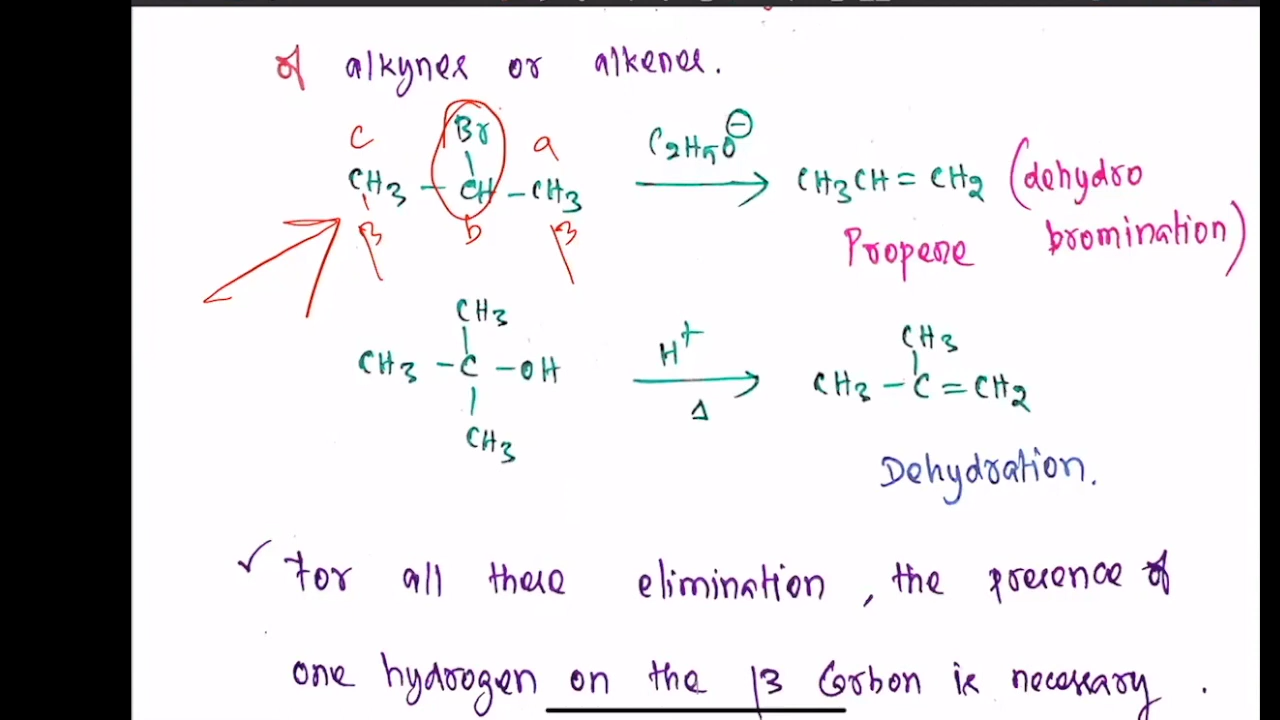 of alkynes or alkenes.
Br
C a
CH3 - CH - CH3 C2H5O⊖ CH3CH = CH2 (dehydro
β b β Propene bromination)
CH3
CH3 - C - OH H+ Δ CH3 - C = CH2
CH3 CH3
Dehydration.
✓ For all these elimination, the presence of
one hydrogen on the β Carbon is necessary.